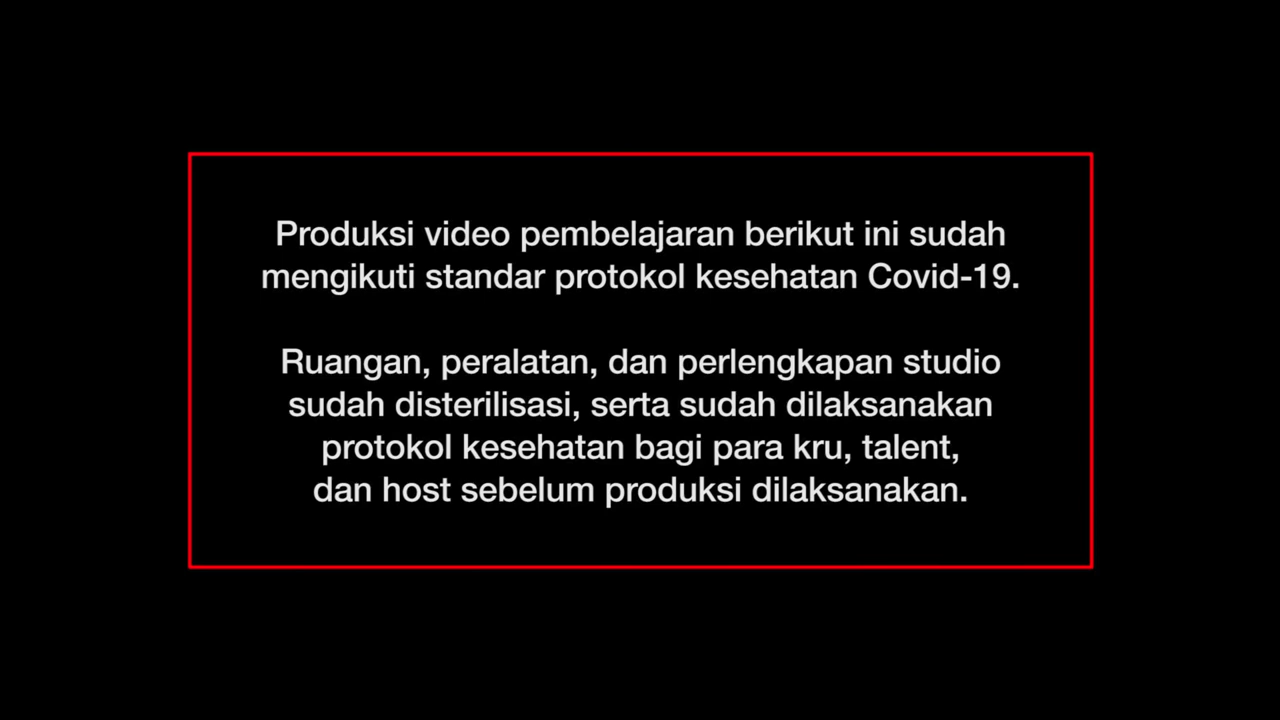 Produksi video pembelajaran berikut ini sudah
mengikuti standar protokol kesehatan Covid-19.
Ruangan, peralatan, dan perlengkapan studio
sudah disterilisasi, serta sudah dilaksanakan
protokol kesehatan bagi para kru, talent,
dan host sebelum produksi dilaksanakan.